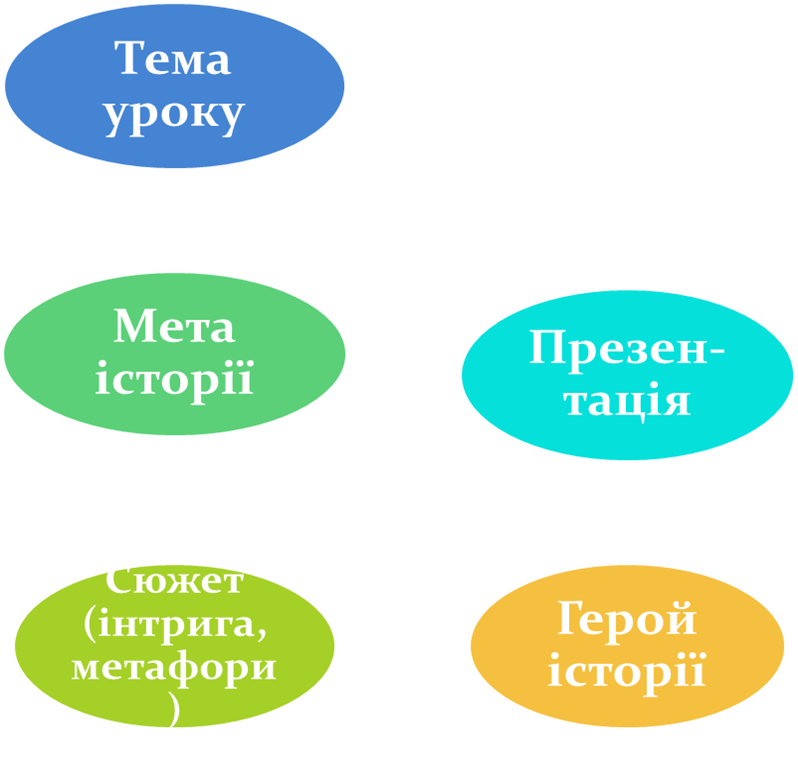 Тема
уроку
Мета
історії
Презен-
тація
Сюжет
(інтрига,
метафори
)
Герой
історії